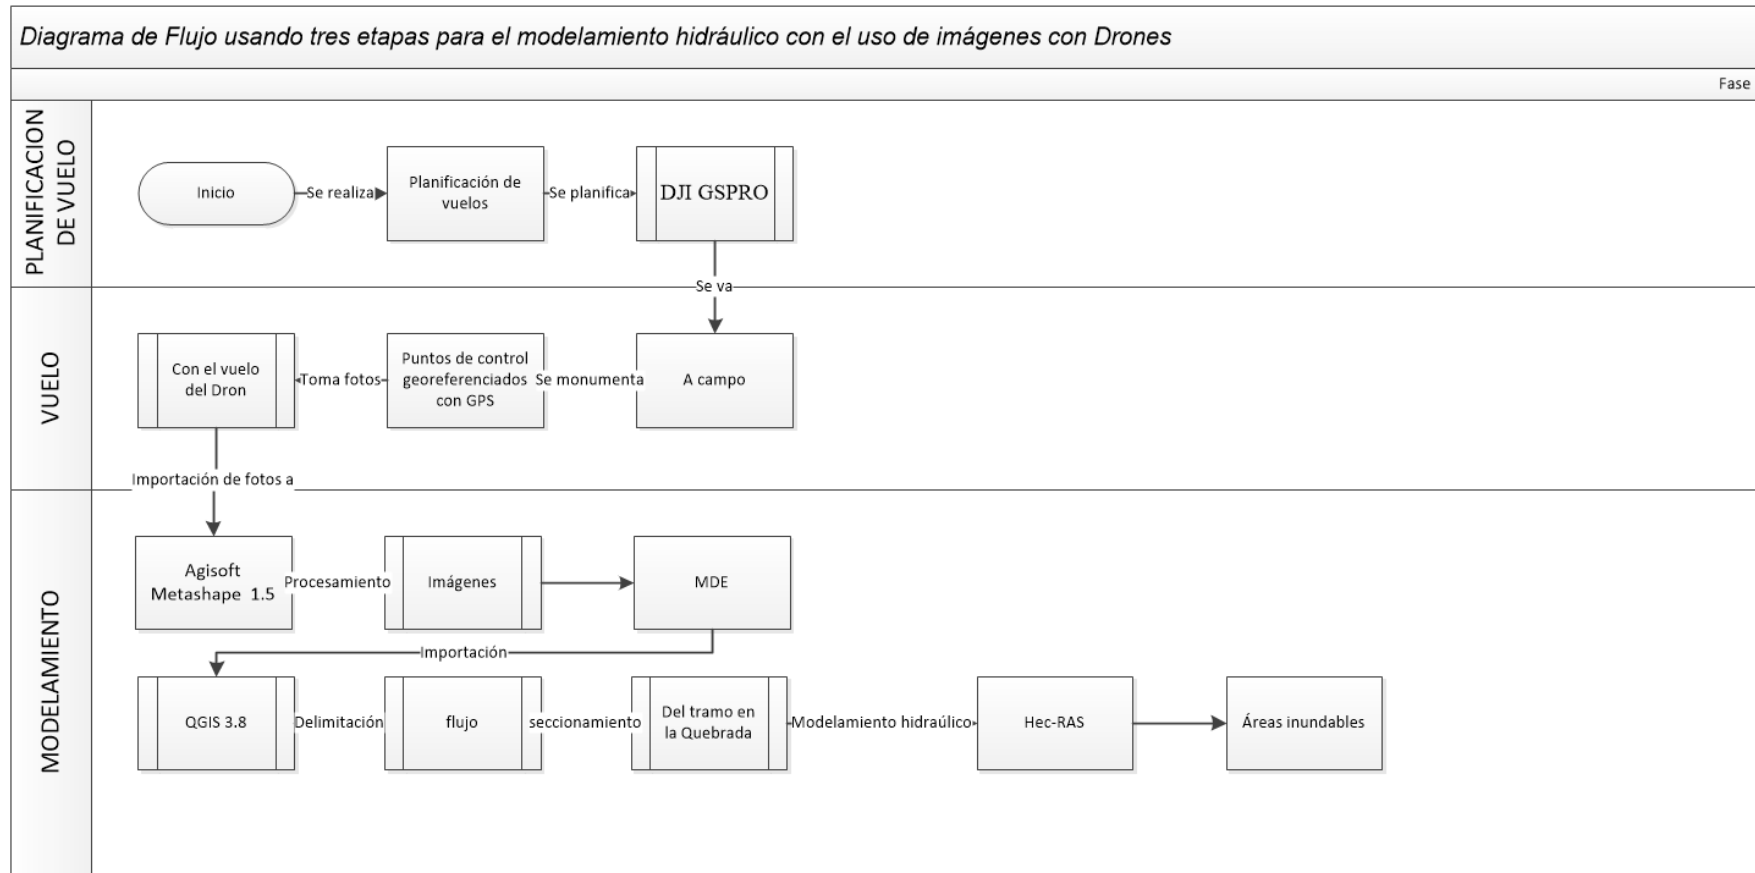 Diagrama de Flujo usando tres etapas para el modelamiento hidráulico con el uso de imágenes con Drones
Fase
PLANIFICACION
DE VUELO
Inicio
Se realiza
Planificación de
vuelos
Se planifica
DJI GSPRO
Se va
VUELO
A campo
Se monumenta
Puntos de control
georeferenciados
con GPS
Toma fotos
Con el vuelo
del Dron
Importación de fotos a
MODELAMIENTO
Agisoft
Metashape 1.5
Procesamiento
Imágenes
MDE
Importación
QGIS 3.8
Delimitación
flujo
seccionamiento
Del tramo en
la Quebrada
Modelamiento hidraúlico
Hec-RAS
Áreas inundables